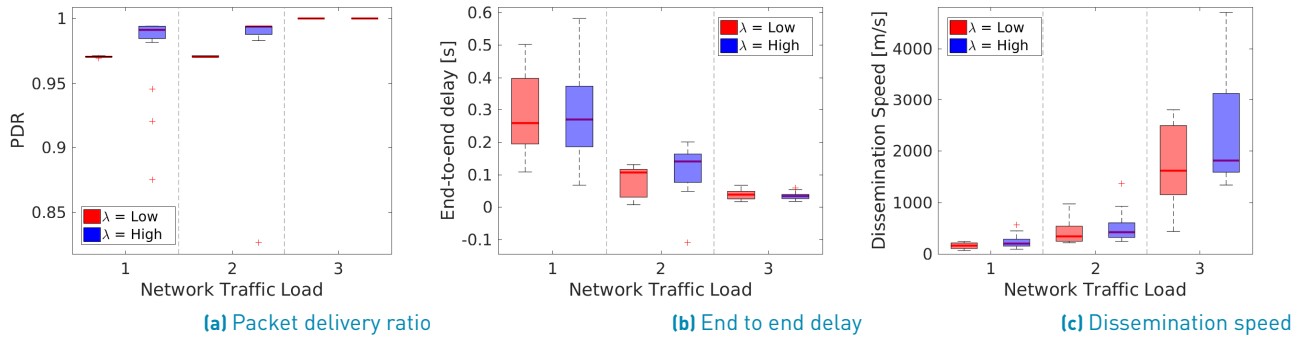 1
0.95
0.9
0.85
PDR
λ = Low
λ = High
1 2 3
Network Traffic Load
(a) Packet delivery ratio
0.6
0.5
0.4
0.3
0.2
0.1
0
-0.1
End-to-end delay [s]
λ = Low
λ = High
1 2 3
Network Traffic Load
(b) End to end delay
4000
3000
2000
1000
0
Dissemination Speed [m/s]
λ = Low
λ = High
1 2 3
Network Traffic Load
(c) Dissemination speed